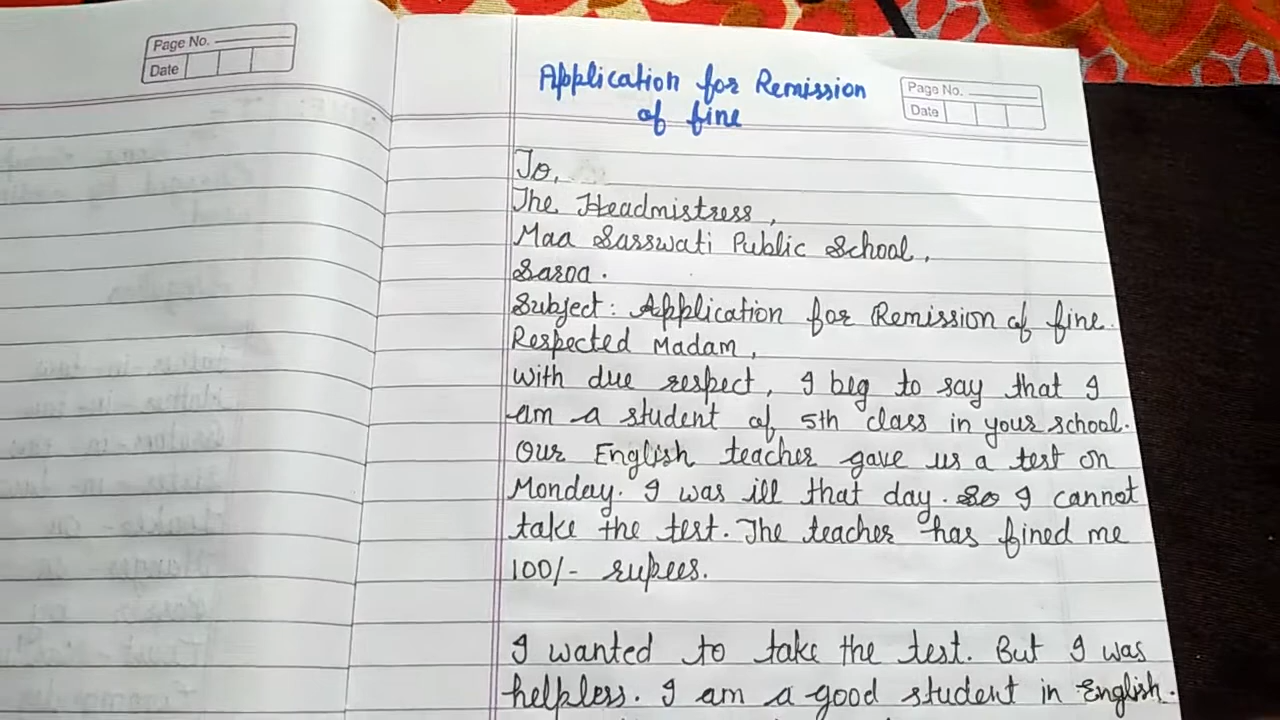 Page No.
Date
Application for Remission
of fine
Page No.
Date
To,
The Headmistress,
Maa Sarswati Public School,
Saroa.
Subject: Application for Remission of fine.
Respected Madam,
With due respect, I beg to say that I
am a student of 5th class in your school.
Our English teacher gave us a test on
Monday. I was ill that day. So I cannot
take the test. The teacher has fined me
100/- rupees.
I wanted to take the test. But I was
helpless. I am a good student in English.